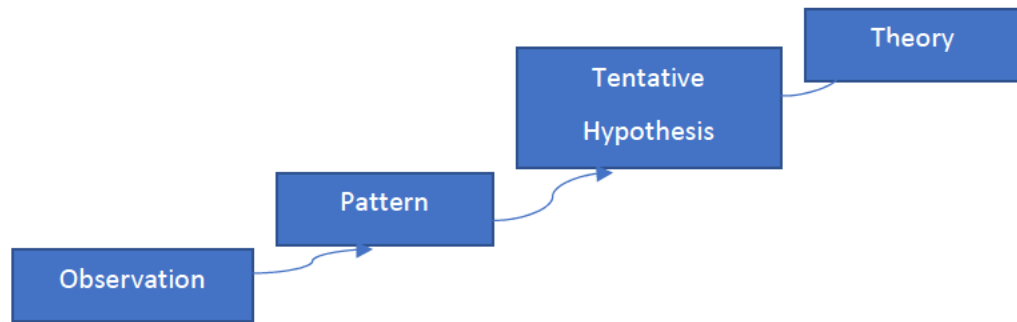 Observation
Pattern
Tentative
Hypothesis
Theory